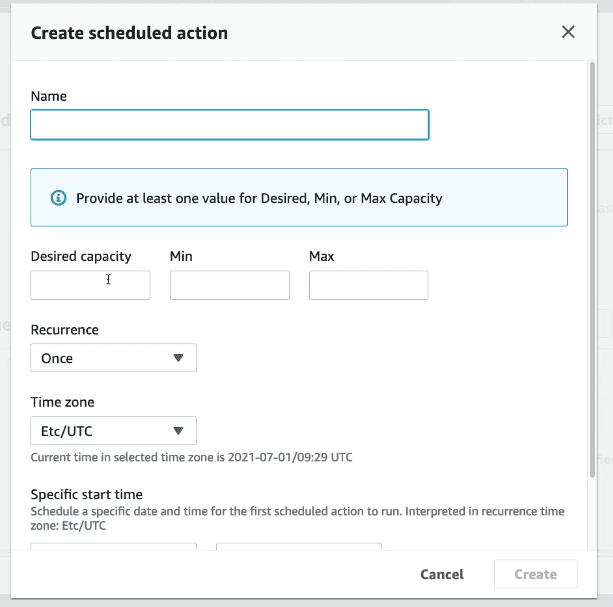 Create scheduled action
Name
Provide at least one value for Desired, Min, or Max Capacity
Desired capacity Min Max
Recurrence
Once
Time zone
Etc/UTC
Current time in selected time zone is 2021-07-01/09:29 UTC
Specific start time
Schedule a specific date and time for the first scheduled action to run. Interpreted in recurrence time
zone: Etc/UTC
Cancel Create